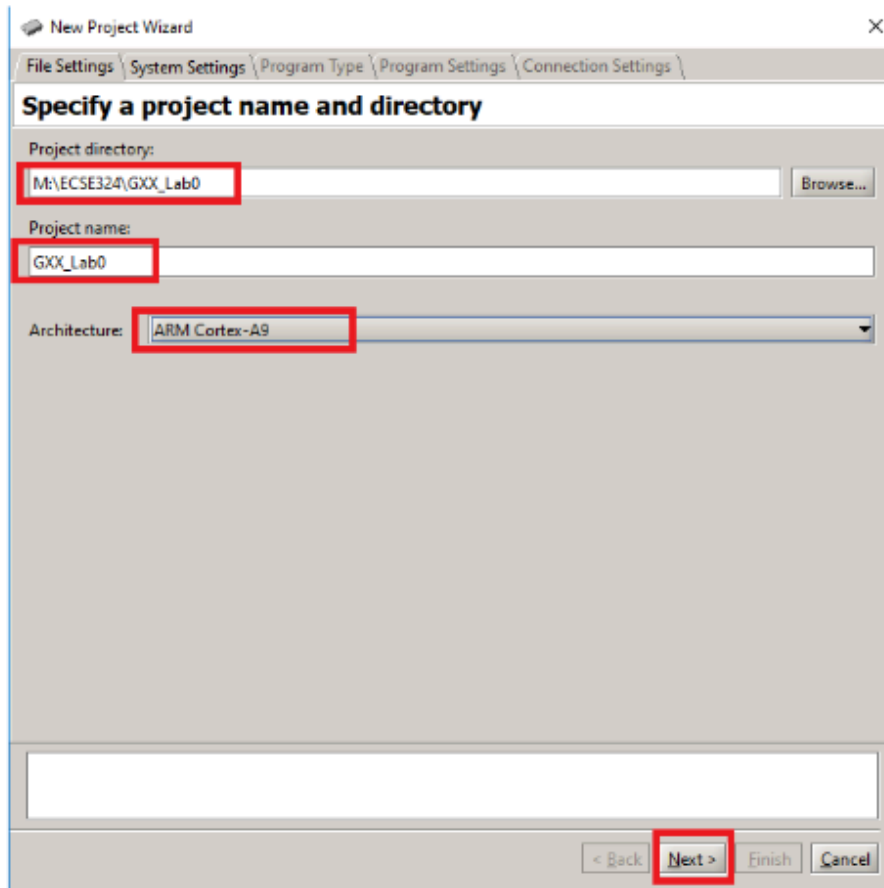 New Project Wizard
File Settings System Settings Program Type Program Settings Connection Settings
Specify a project name and directory
Project directory:
M:\ECSE324\GXX_Lab0 Browse...
Project name:
GXX_Lab0
Architecture: ARM Cortex-A9
< Back Next > Finish Cancel